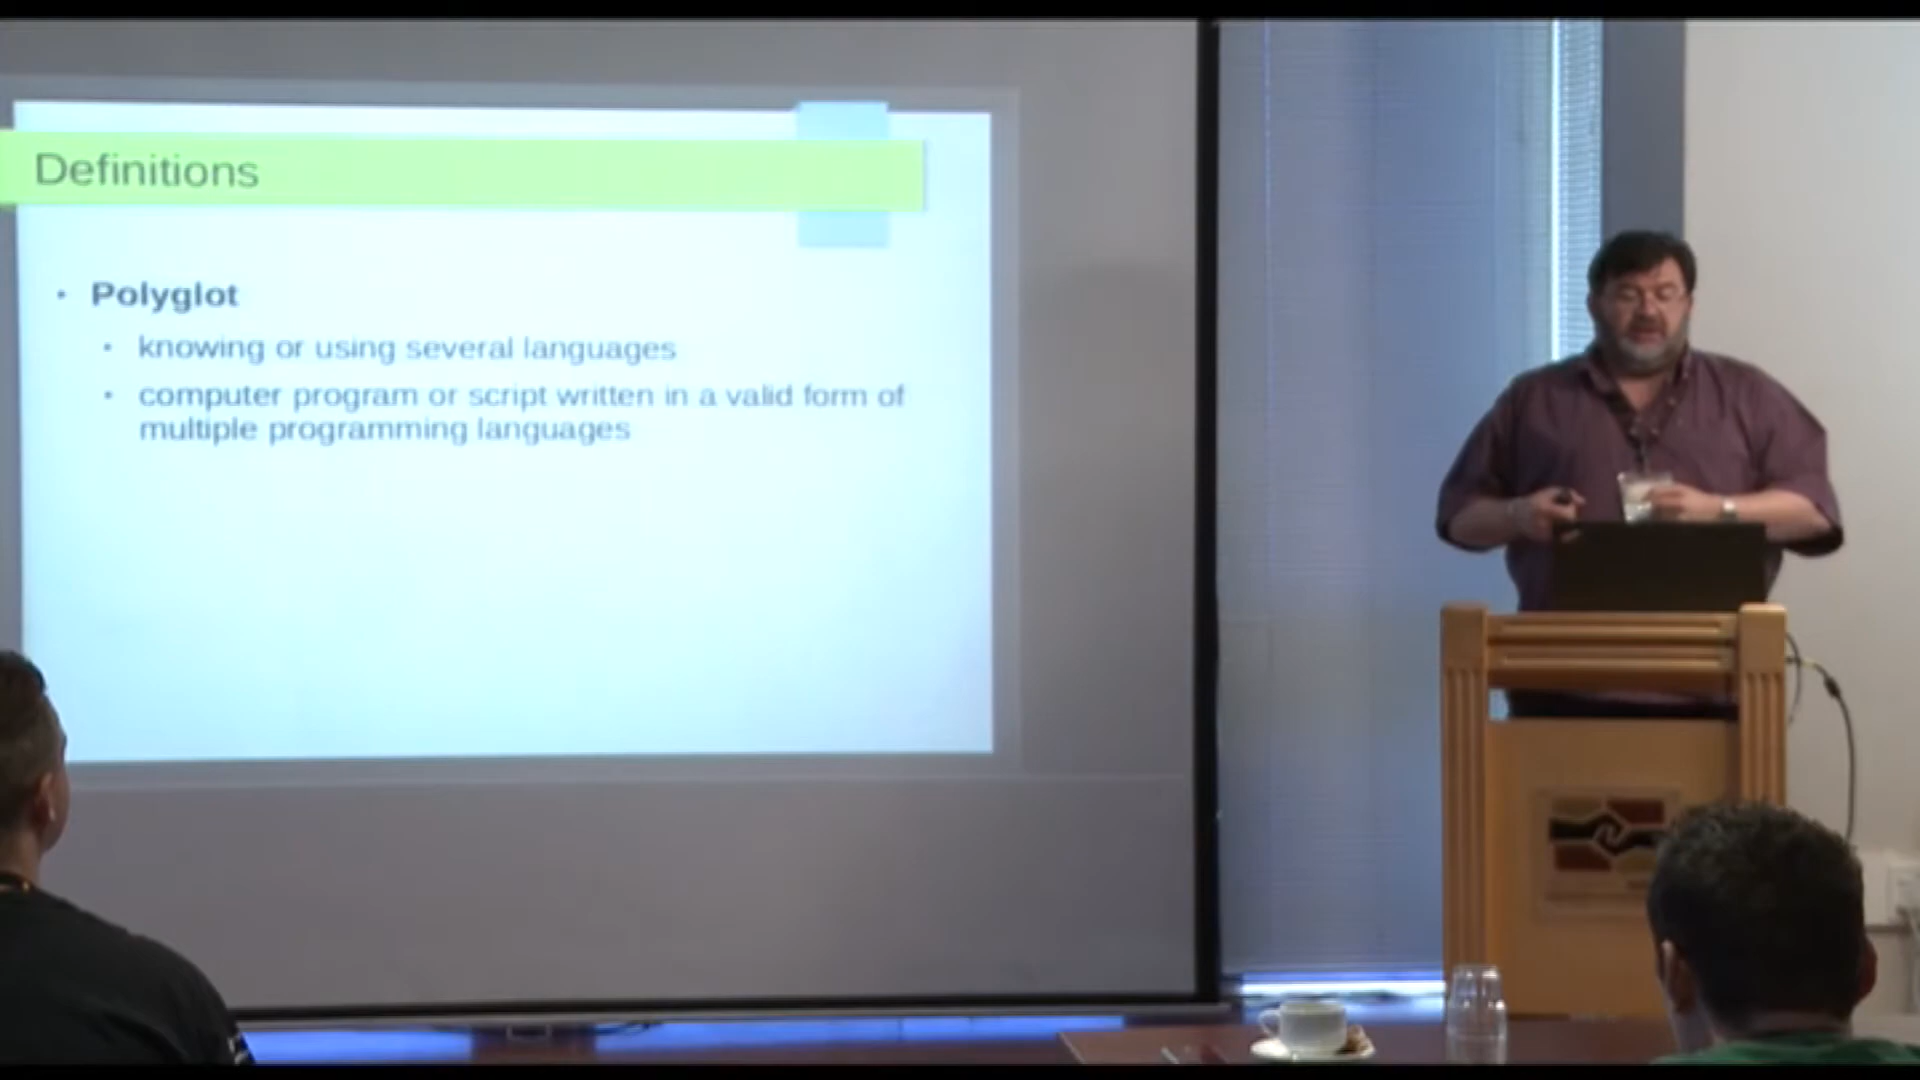 Definitions
• Polyglot
• knowing or using several languages
• computer program or script written in a valid form of
multiple programming languages